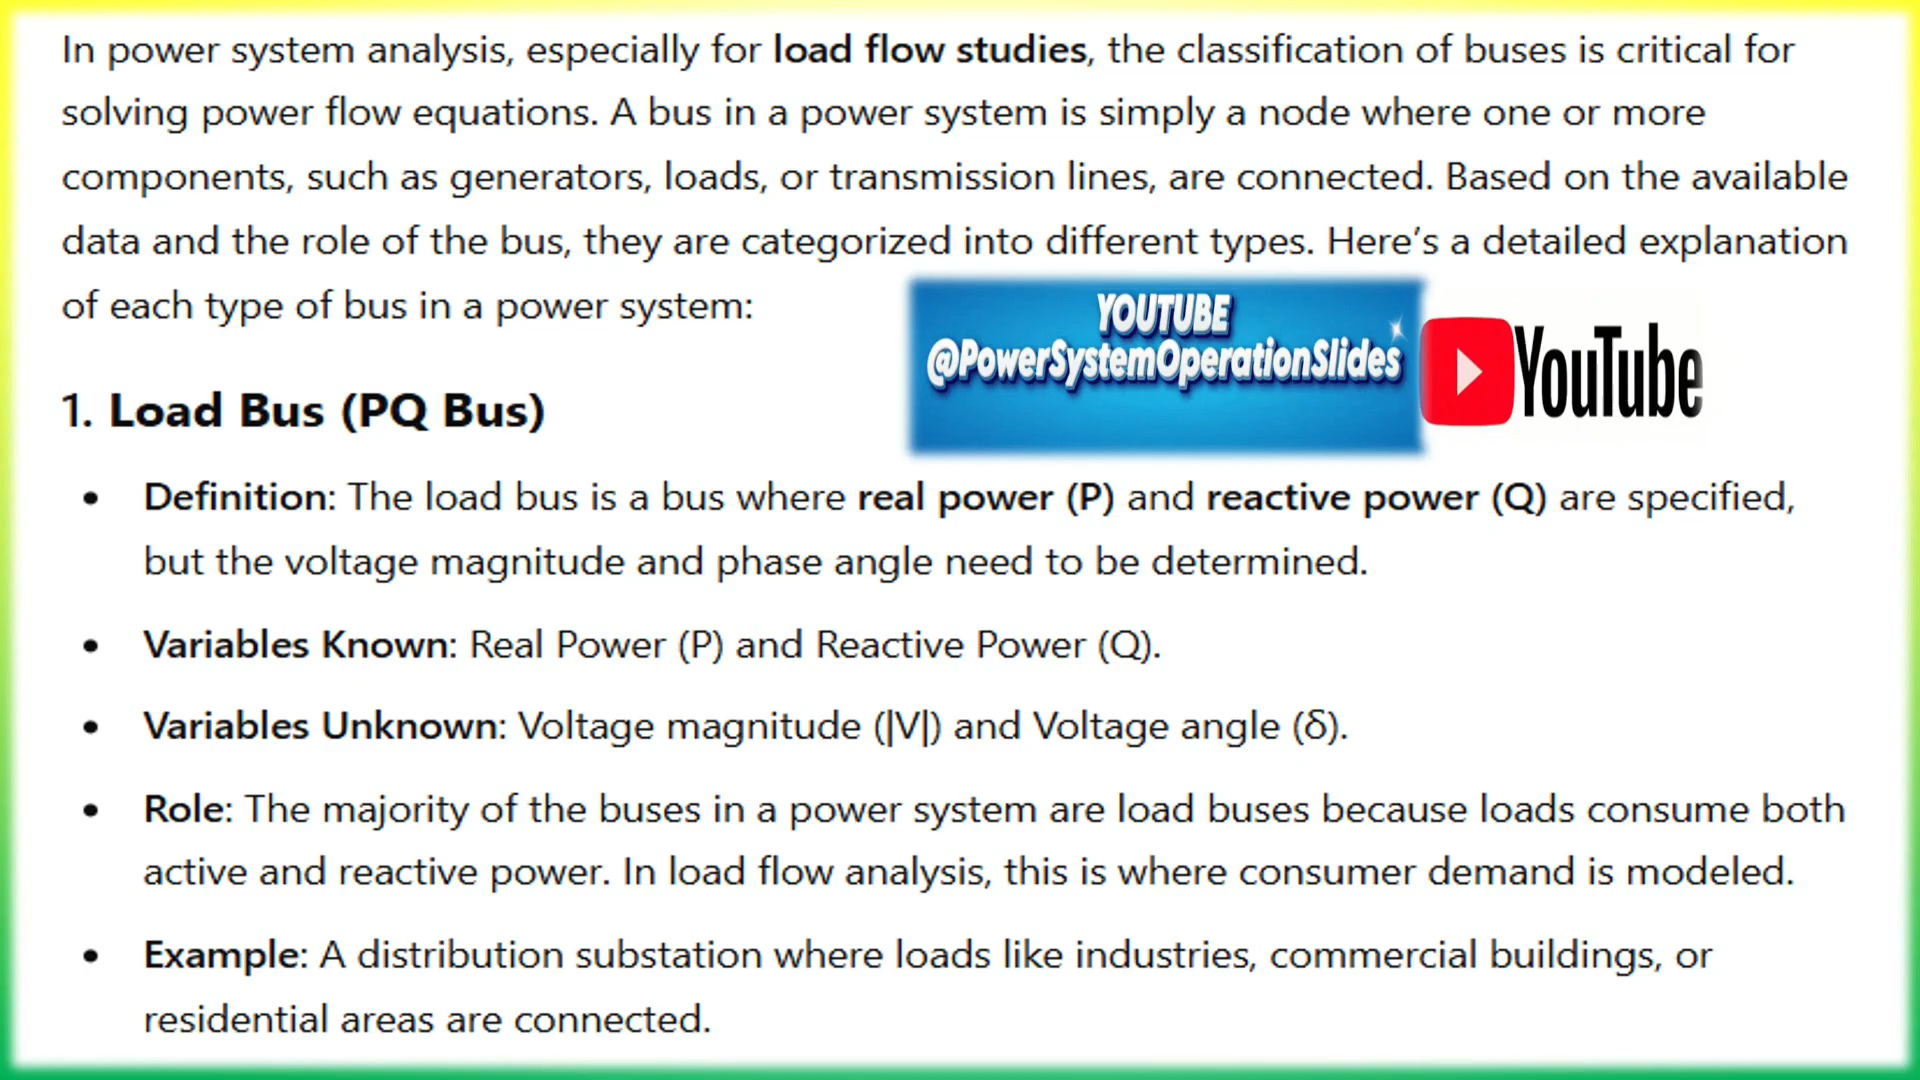 In power system analysis, especially for load flow studies, the classification of buses is critical for
solving power flow equations. A bus in a power system is simply a node where one or more
components, such as generators, loads, or transmission lines, are connected. Based on the available
data and the role of the bus, they are categorized into different types. Here’s a detailed explanation
of each type of bus in a power system:
YOUTUBE
@PowerSystemOperationSlides
YouTube
1. Load Bus (PQ Bus)
• Definition: The load bus is a bus where real power (P) and reactive power (Q) are specified,
but the voltage magnitude and phase angle need to be determined.
• Variables Known: Real Power (P) and Reactive Power (Q).
• Variables Unknown: Voltage magnitude (|V|) and Voltage angle (δ).
• Role: The majority of the buses in a power system are load buses because loads consume both
active and reactive power. In load flow analysis, this is where consumer demand is modeled.
• Example: A distribution substation where loads like industries, commercial buildings, or
residential areas are connected.